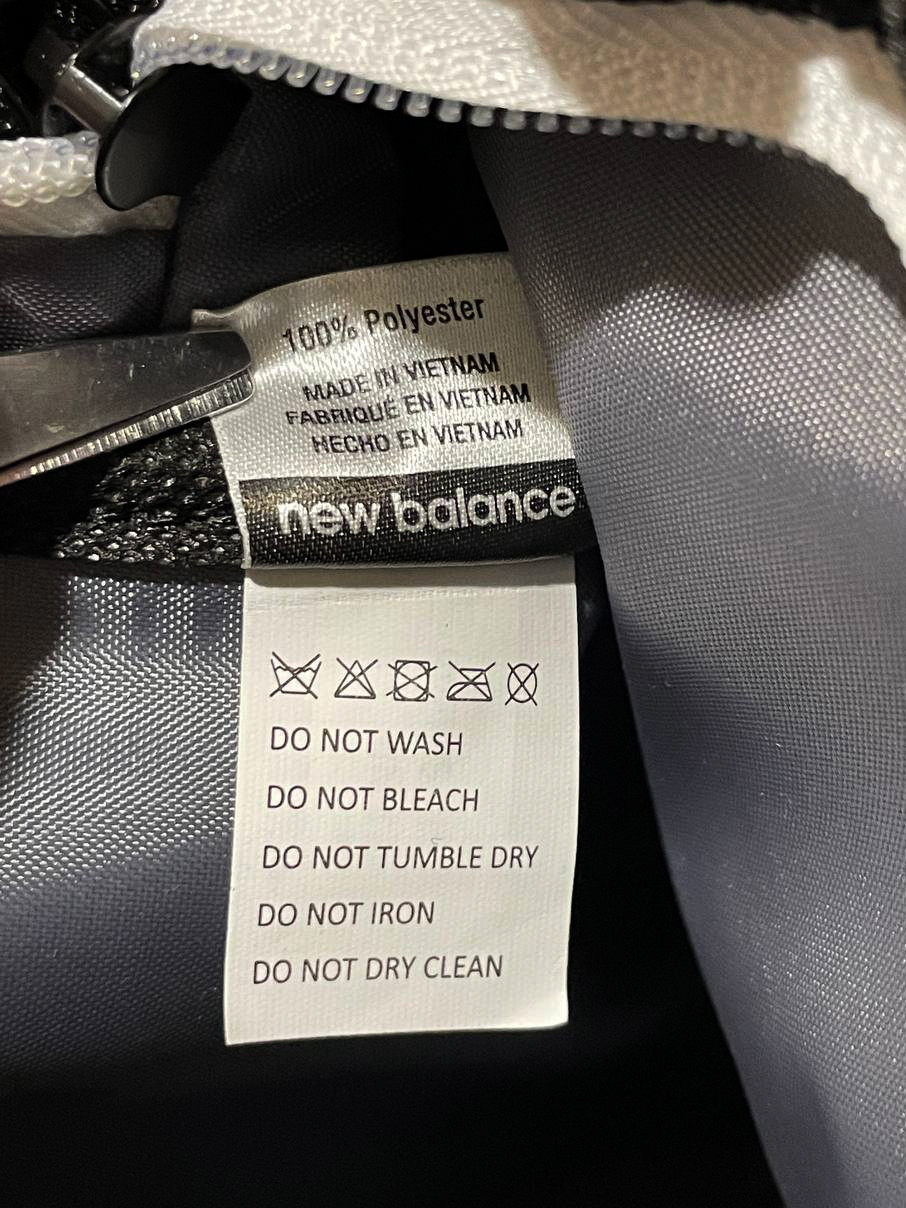 100% Polyester
MADE IN VIETNAM
FABRIQUÉ EN VIETNAM
HECHO EN VIETNAM
new balance
DO NOT WASH
DO NOT BLEACH
DO NOT TUMBLE DRY
DO NOT IRON
DO NOT DRY CLEAN